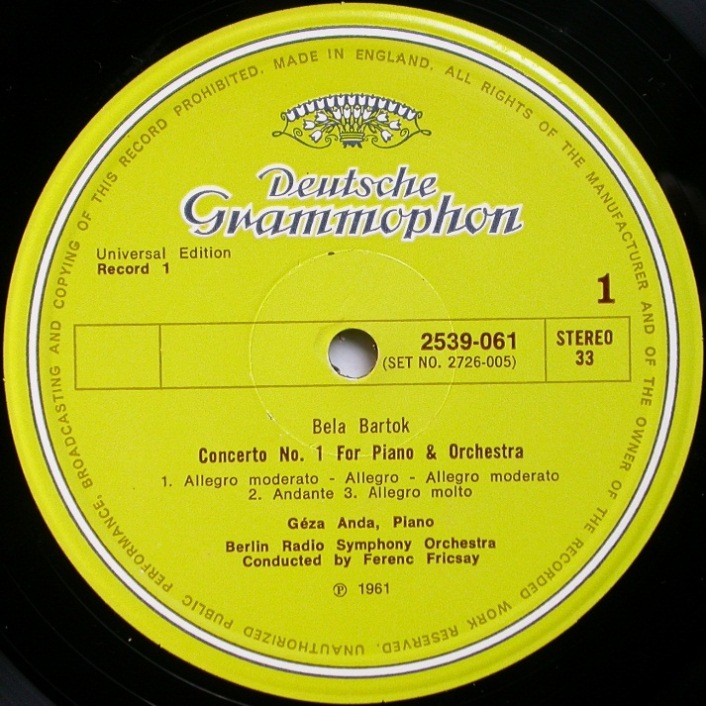 Deutsche
Grammophon
Universal Edition
Record 1
1
2539-061
(SET NO. 2726-005)
STEREO
33
Bela Bartok
Concerto No. 1 For Piano & Orchestra
1. Allegro moderato - Allegro - Allegro moderato
2. Andante 3. Allegro molto
Géza Anda, Piano
Berlin Radio Symphony Orchestra
Conducted by Ferenc Fricsay
℗ 1961
MADE IN ENGLAND. ALL RIGHTS OF THE MANUFACTURER AND OF THE OWNER OF THE RECORDED WORK RESERVED. UNAUTHORIZED PUBLIC PERFORMANCE, BROADCASTING AND COPYING OF THIS RECORD PROHIBITED.